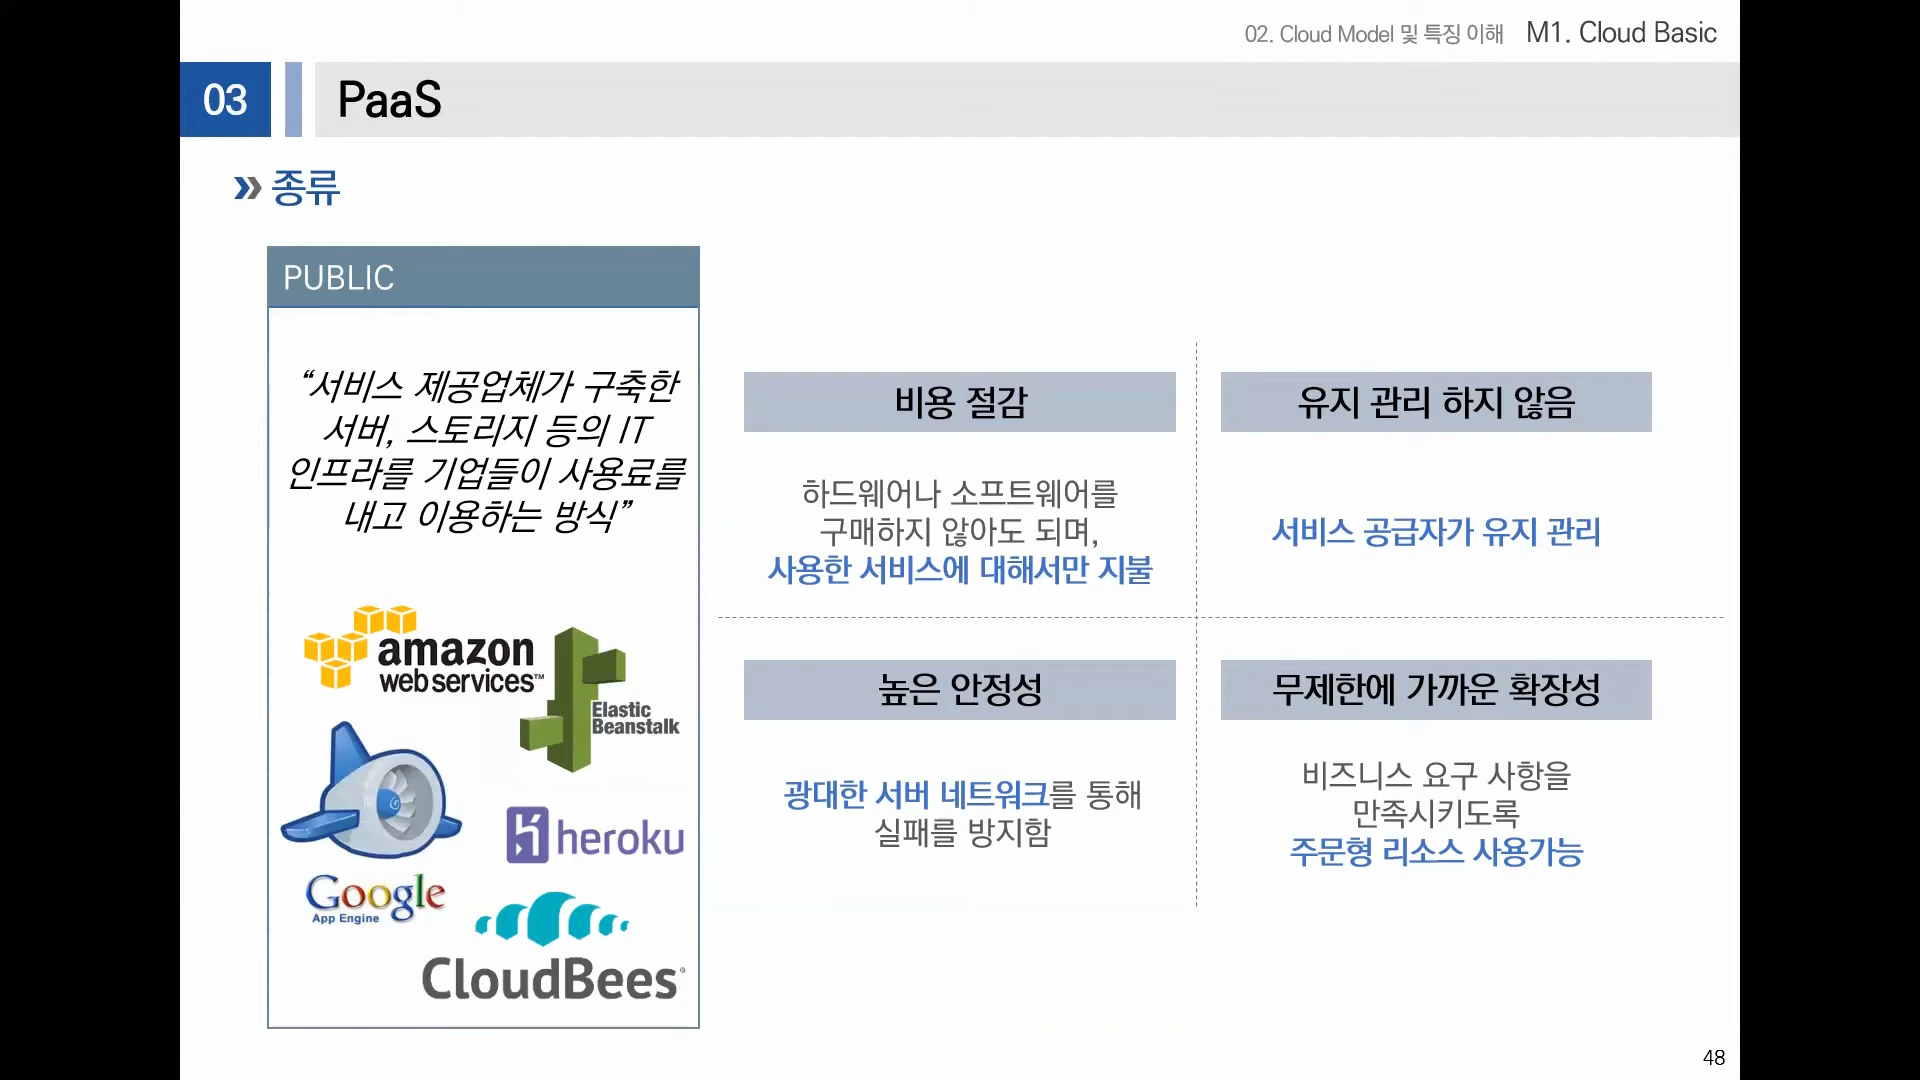 02. Cloud Model 및 특징 이해 M1. Cloud Basic
03 PaaS
종류
PUBLIC
“서비스 제공업체가 구축한
서버, 스토리지 등의 IT
인프라를 기업들이 사용료를
내고 이용하는 방식”
amazon
web services™
Elastic
Beanstalk
Google
App Engine
heroku
CloudBees®
비용 절감
하드웨어나 소프트웨어를
구매하지 않아도 되며,
사용한 서비스에 대해서만 지불
유지 관리 하지 않음
서비스 공급자가 유지 관리
높은 안정성
광대한 서버 네트워크를 통해
실패를 방지함
무제한에 가까운 확장성
비즈니스 요구 사항을
만족시키도록
주문형 리소스 사용가능
48